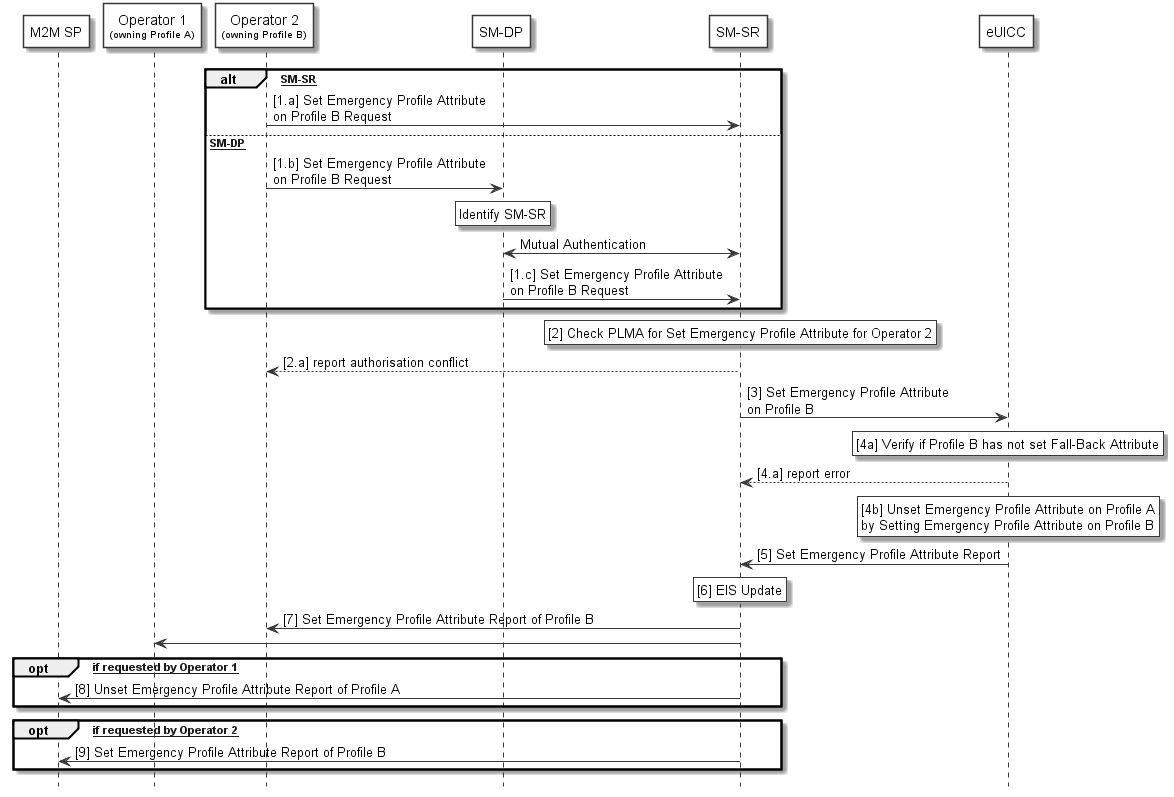 M2M SP
Operator 1
(owning Profile A)
Operator 2
(owning Profile B)
SM-DP
SM-SR
eUICC
alt
SM-SR
[1.a] Set Emergency Profile Attribute
on Profile B Request
SM-DP
[1.b] Set Emergency Profile Attribute
on Profile B Request
Identify SM-SR
Mutual Authentication
[1.c] Set Emergency Profile Attribute
on Profile B Request
[2] Check PLMA for Set Emergency Profile Attribute for Operator 2
[2.a] report authorisation conflict
[3] Set Emergency Profile Attribute
on Profile B
[4a] Verify if Profile B has not set Fall-Back Attribute
[4.a] report error
[4b] Unset Emergency Profile Attribute on Profile A
by Setting Emergency Profile Attribute on Profile B
[5] Set Emergency Profile Attribute Report
[6] EIS Update
[7] Set Emergency Profile Attribute Report of Profile B
opt
if requested by Operator 1
[8] Unset Emergency Profile Attribute Report of Profile A
opt
if requested by Operator 2
[9] Set Emergency Profile Attribute Report of Profile B